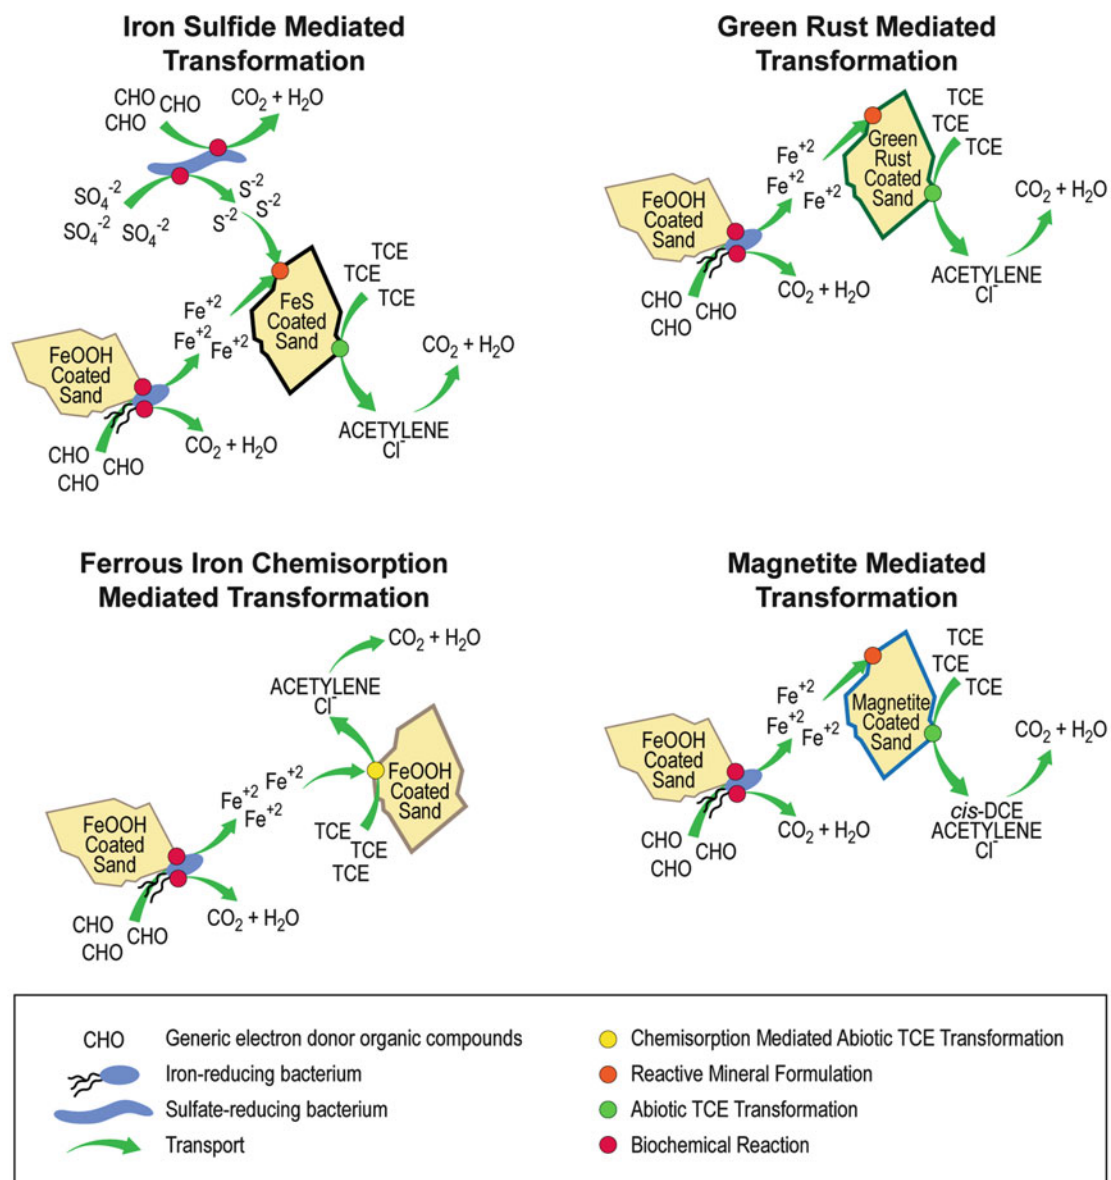 Iron Sulfide Mediated
Transformation
CHO
CHO
CHO
CO₂ + H₂O
SO₄⁻²
SO₄⁻²
SO₄⁻²
S⁻²
S⁻²
S⁻²
TCE
TCE
TCE
FeS
Coated
Sand
Fe⁺²
Fe⁺²
Fe⁺²
FeOOH
Coated
Sand
CO₂ + H₂O
CHO
CHO
CHO
CO₂ + H₂O
ACETYLENE
Cl⁻
Green Rust Mediated
Transformation
TCE
TCE
TCE
Green
Rust
Coated
Sand
Fe⁺²
Fe⁺²
Fe⁺²
FeOOH
Coated
Sand
CO₂ + H₂O
ACETYLENE
Cl⁻
CO₂ + H₂O
CHO
CHO
CHO
Ferrous Iron Chemisorption
Mediated Transformation
CO₂ + H₂O
ACETYLENE
Cl⁻
FeOOH
Coated
Sand
Fe⁺²
Fe⁺²
Fe⁺²
TCE
TCE
TCE
FeOOH
Coated
Sand
CHO
CHO
CHO
CO₂ + H₂O
Magnetite Mediated
Transformation
TCE
TCE
TCE
Magnetite
Coated
Sand
Fe⁺²
Fe⁺²
Fe⁺²
FeOOH
Coated
Sand
CO₂ + H₂O
cis-DCE
ACETYLENE
Cl⁻
CO₂ + H₂O
CHO
CHO
CHO
CHO Generic electron donor organic compounds
Iron-reducing bacterium
Sulfate-reducing bacterium
Transport
Chemisorption Mediated Abiotic TCE Transformation
Reactive Mineral Formulation
Abiotic TCE Transformation
Biochemical Reaction